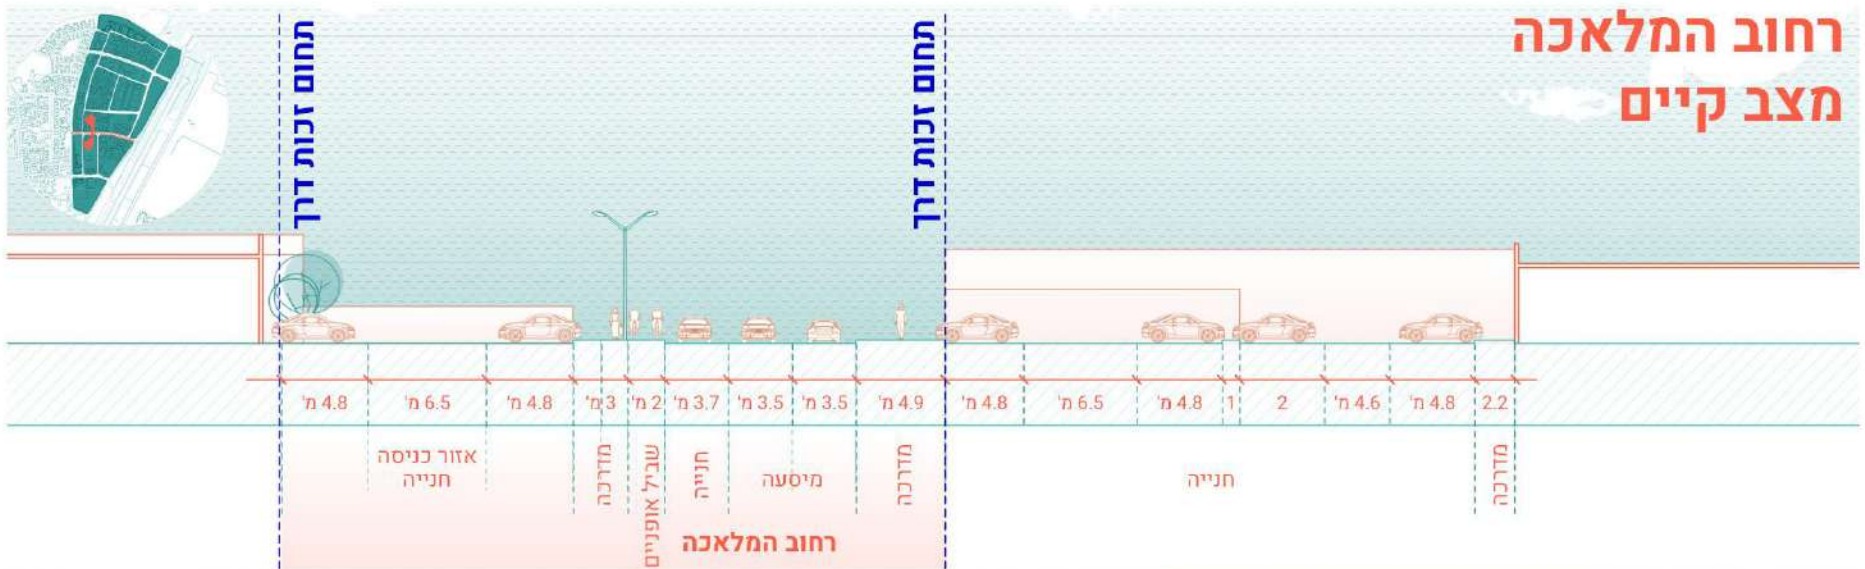 רחוב המלאכה
מצב קיים
תחום זכות דרך
תחום זכות דרך
4.8 מ'
6.5 מ'
4.8 מ'
3 מ'
2 מ'
3.7 מ'
3.5 מ'
3.5 מ'
4.9 מ'
4.8 מ'
6.5 מ'
4.8 מ'
1
2
4.6 מ'
4.8 מ'
2.2
אזור כניסה
חנייה
מדרכה
שביל אופניים
חנייה
מיסעה
מדרכה
חנייה
מדרכה
רחוב המלאכה